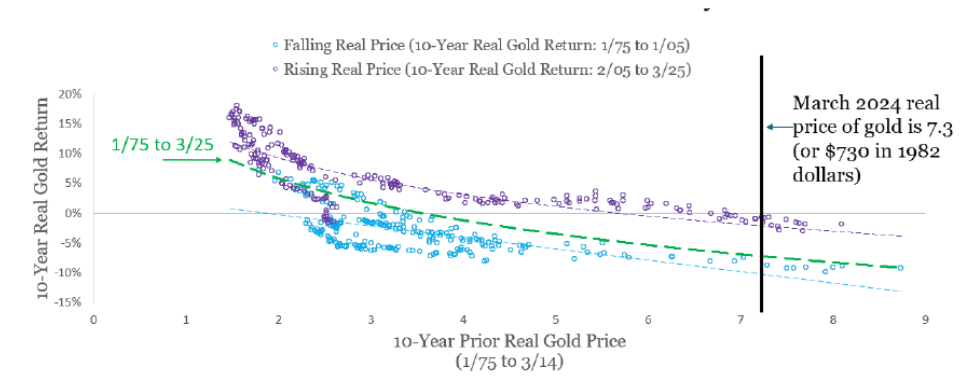 Falling Real Price (10-Year Real Gold Return: 1/75 to 1/05)
Rising Real Price (10-Year Real Gold Return: 2/05 to 3/25)
10-Year Real Gold Return
20%
15%
10%
5%
0%
-5%
-10%
-15%
1/75 to 3/25
March 2024 real
price of gold is 7.3
(or $730 in 1982
dollars)
0 1 2 3 4 5 6 7 8 9
10-Year Prior Real Gold Price
(1/75 to 3/14)